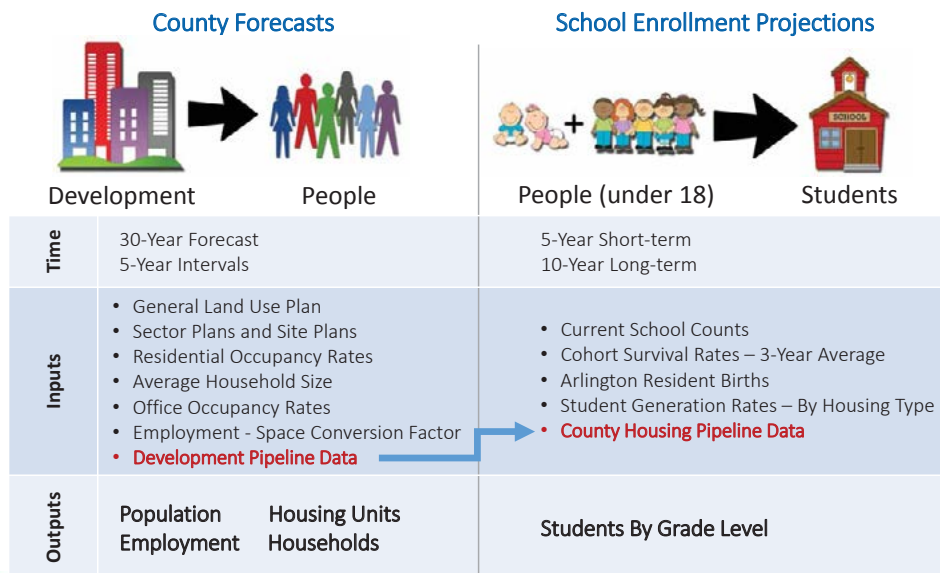 County Forecasts
School Enrollment Projections
SCHOOL
Development
People
People (under 18)
Students
Time
30-Year Forecast
5-Year Intervals
5-Year Short-term
10-Year Long-term
Inputs
• General Land Use Plan
• Sector Plans and Site Plans
• Residential Occupancy Rates
• Average Household Size
• Office Occupancy Rates
• Employment - Space Conversion Factor
• Development Pipeline Data
• Current School Counts
• Cohort Survival Rates – 3-Year Average
• Arlington Resident Births
• Student Generation Rates – By Housing Type
• County Housing Pipeline Data
Outputs
Population Housing Units
Employment Households
Students By Grade Level